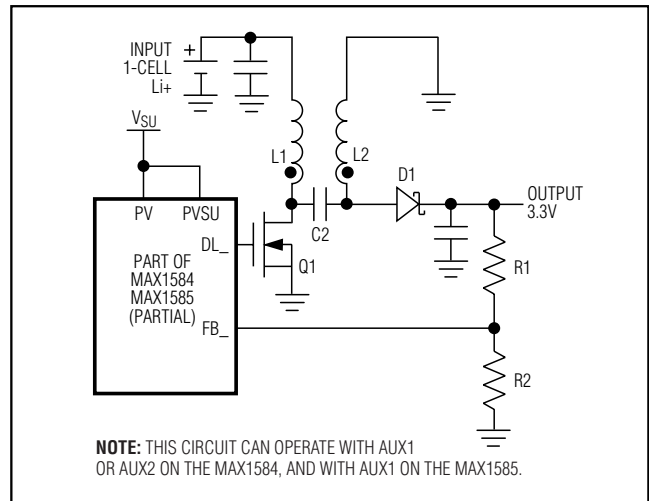 INPUT +
1-CELL
Li+
VSU
L1
L2
D1
OUTPUT
3.3V
PV PVSU
C2
DL_
Q1
R1
PART OF
MAX1584
MAX1585
(PARTIAL)
FB_
R2
NOTE: THIS CIRCUIT CAN OPERATE WITH AUX1
OR AUX2 ON THE MAX1584, AND WITH AUX1 ON THE MAX1585.